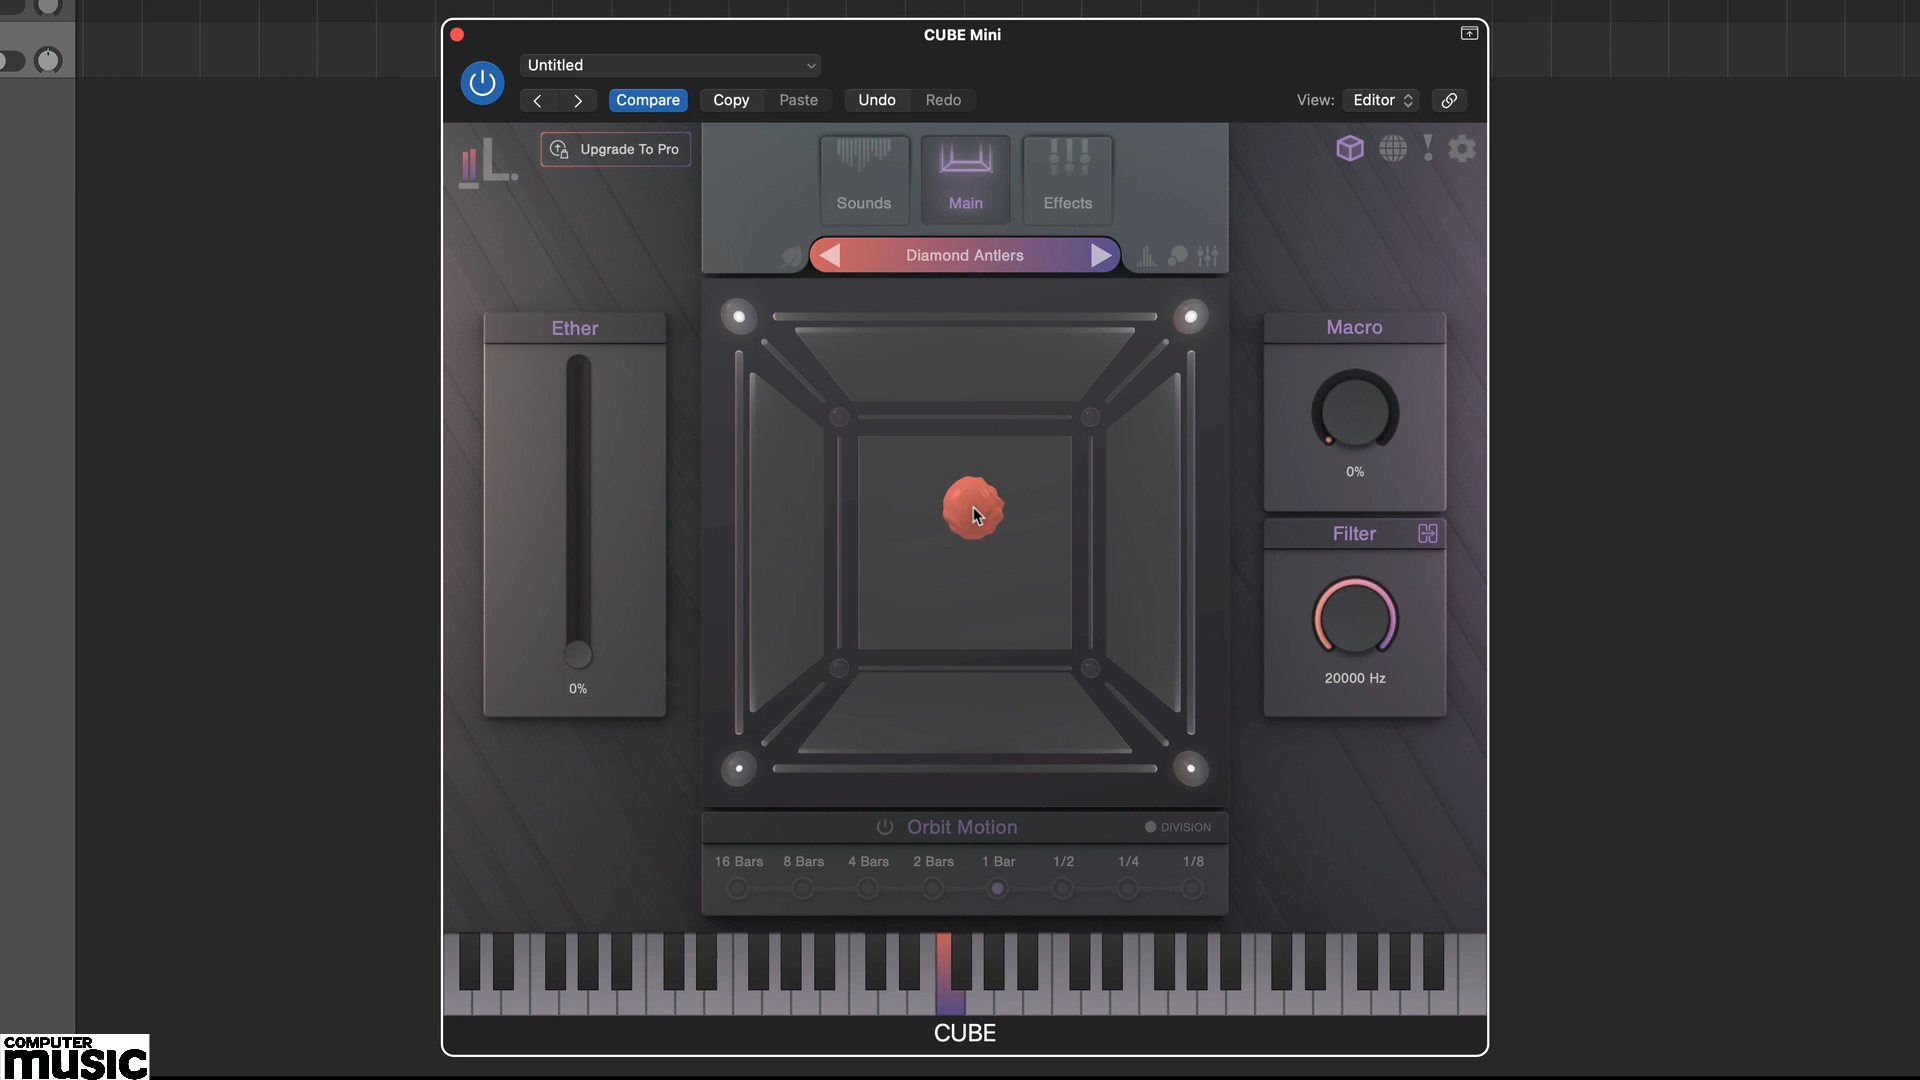 CUBE Mini
Untitled
Compare
Copy
Paste
Undo
Redo
View:
Editor
L.
Upgrade To Pro
Sounds
Main
Effects
Diamond Antlers
Ether
0%
Macro
0%
Filter
20000 Hz
Orbit Motion
DIVISION
16 Bars 8 Bars 4 Bars 2 Bars 1 Bar 1/2 1/4 1/8
CUBE
COMPUTER
music